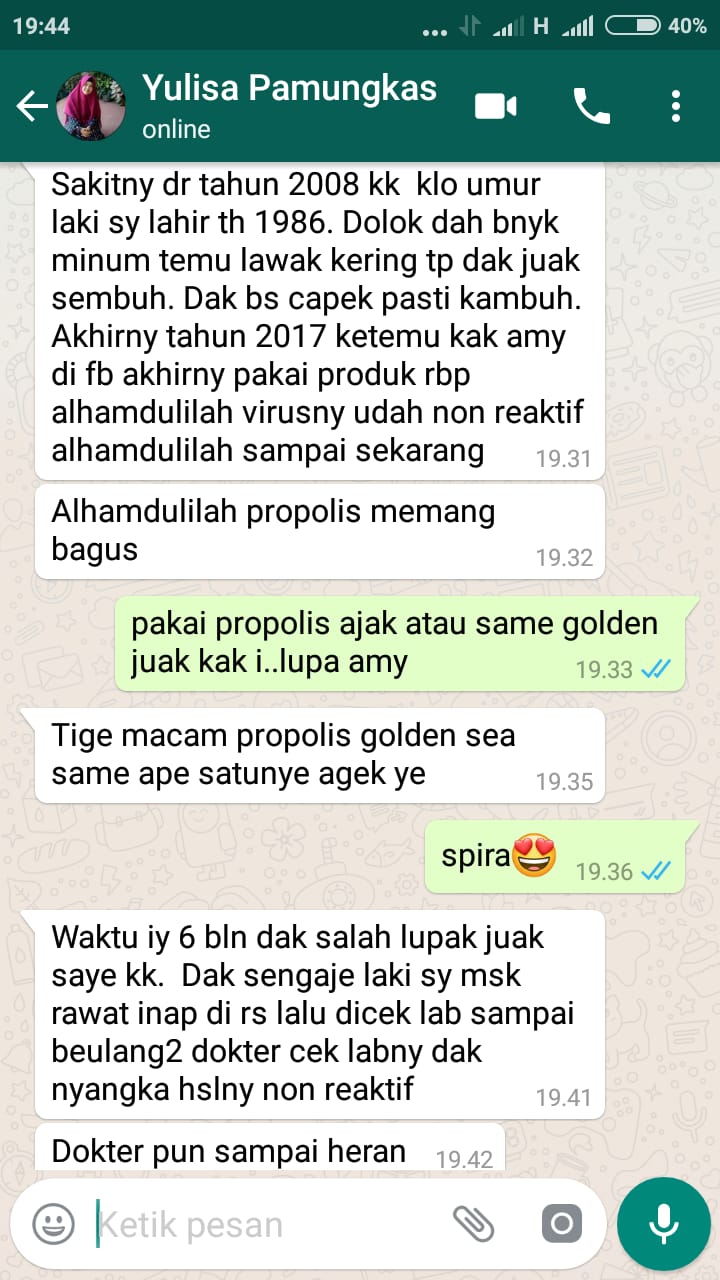 19:44
... H 40%
Yulisa Pamungkas
online
Sakitny dr tahun 2008 kk klo umur
laki sy lahir th 1986. Dolok dah bnyk
minum temu lawak kering tp dak juak
sembuh. Dak bs capek pasti kambuh.
Akhirny tahun 2017 ketemu kak amy
di fb akhirny pakai produk rbp
alhamdulilah virusny udah non reaktif
alhamdulilah sampai sekarang 19.31
Alhamdulilah propolis memang
bagus 19.32
pakai propolis ajak atau same golden
juak kak i..lupa amy 19.33
Tige macam propolis golden sea
same ape satunye agek ye 19.35
spira😍 19.36
Waktu iy 6 bln dak salah lupak juak
saye kk. Dak sengaje laki sy msk
rawat inap di rs lalu dicek lab sampai
beulang2 dokter cek labny dak
nyangka hslny non reaktif 19.41
Dokter pun sampai heran 19.42
Ketik pesan